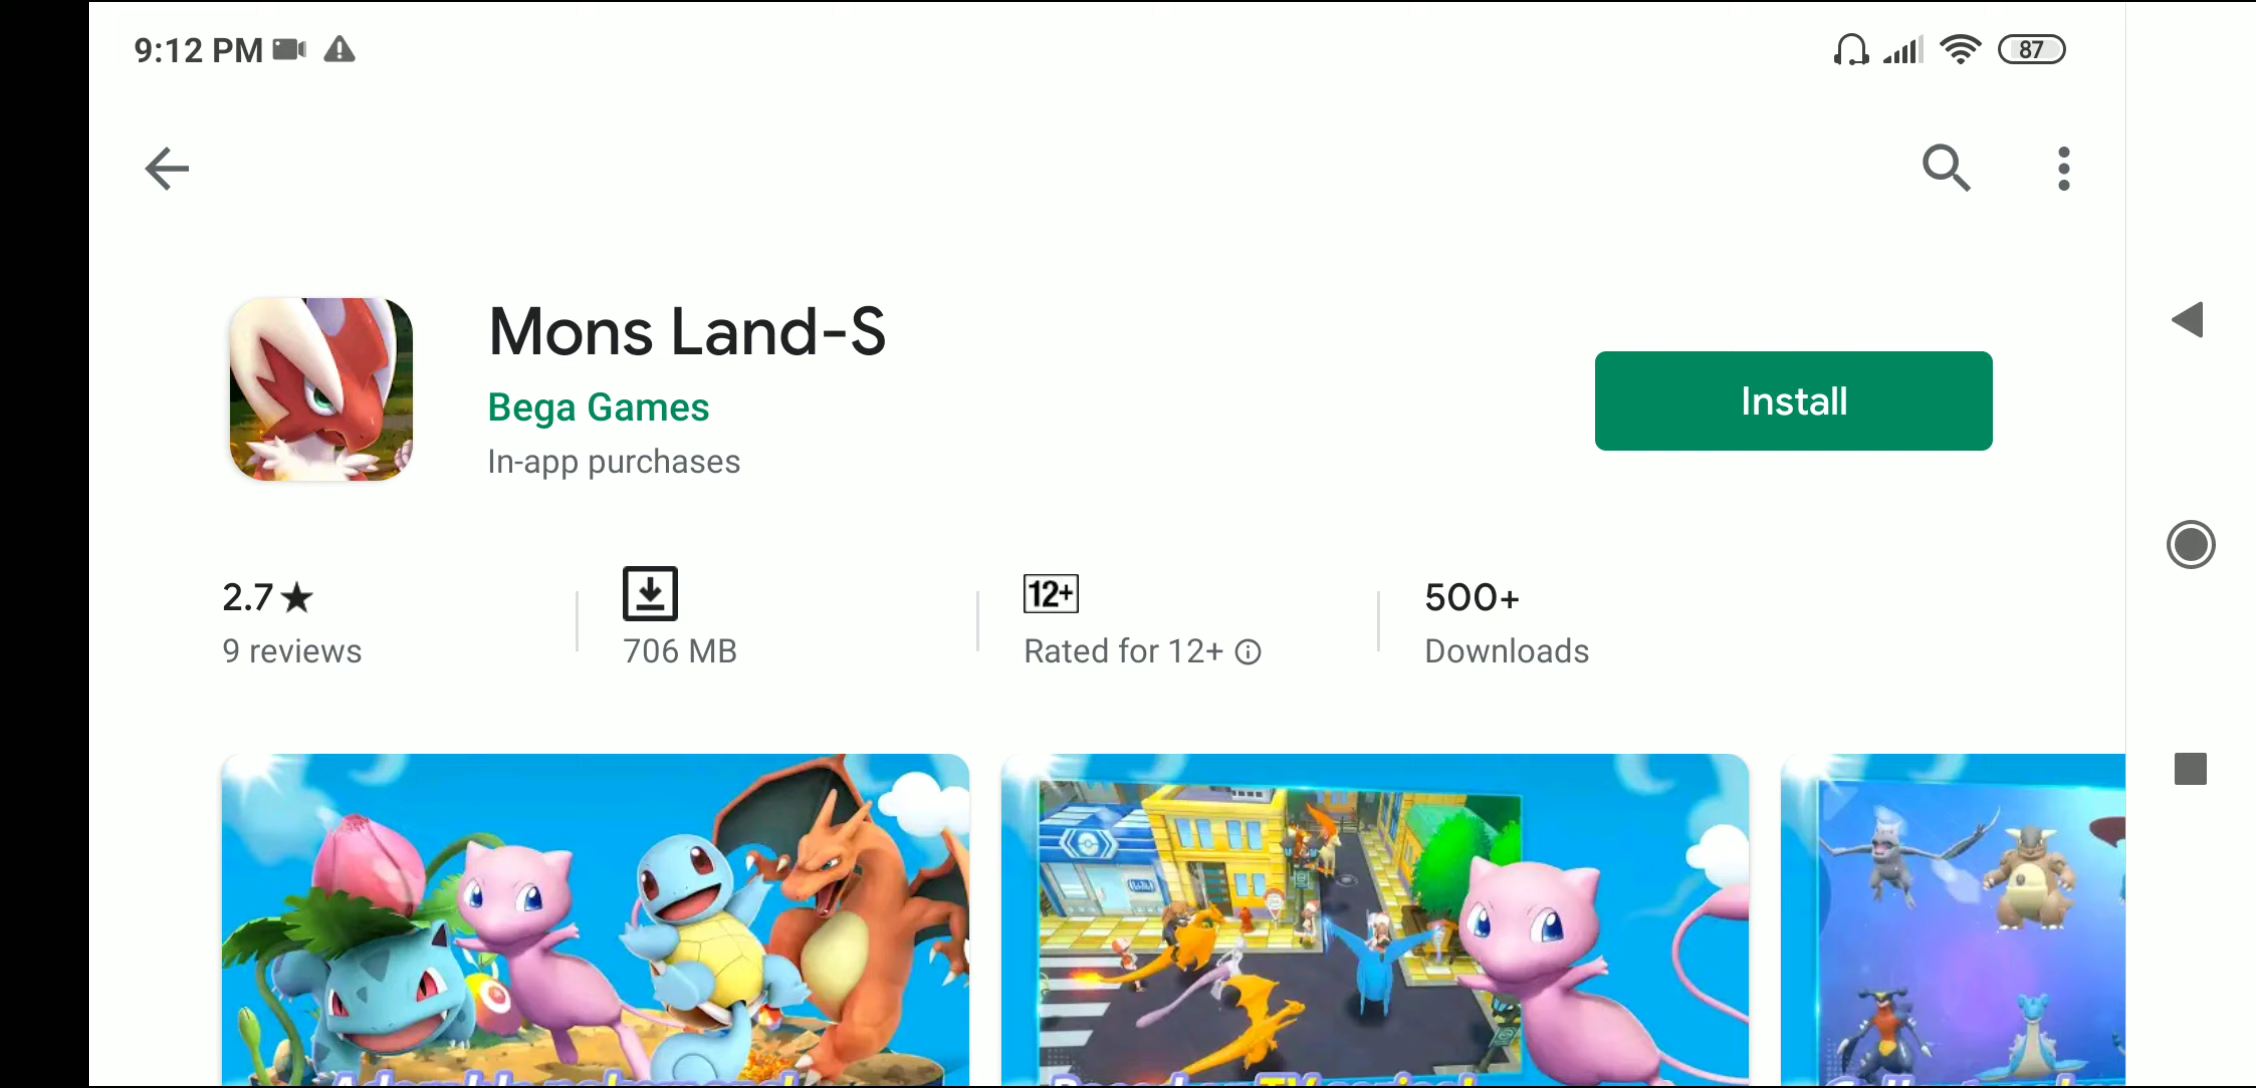 9:12 PM
87
Mons Land-S
Bega Games
In-app purchases
Install
2.7★
9 reviews
706 MB
12+
Rated for 12+
500+
Downloads